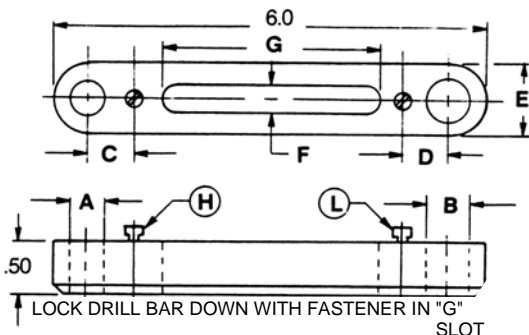 6.0
G
E
C
F
D
A
H
L
B
.50
LOCK DRILL BAR DOWN WITH FASTENER IN "G"
SLOT